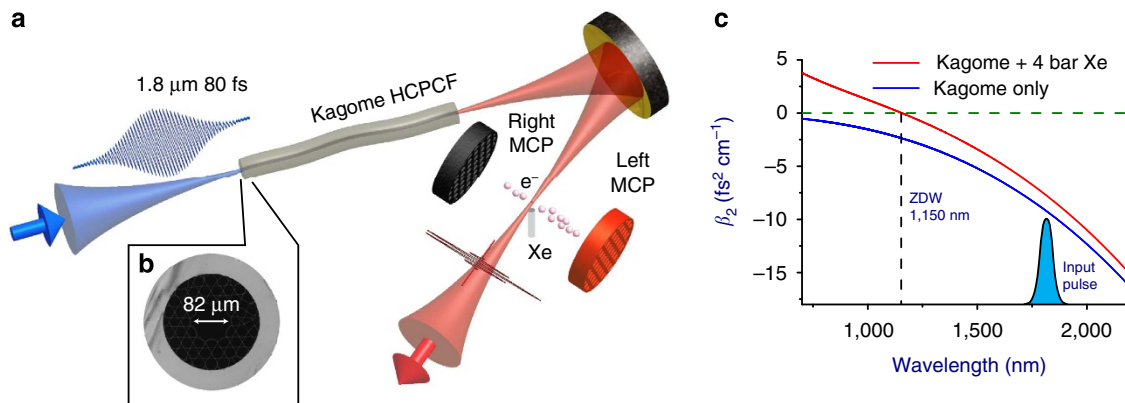 a
1.8 μm 80 fs
Kagome HCPCF
Right
MCP
Left
MCP
e⁻
Xe
b
82 μm
c
β₂ (fs² cm⁻¹)
5
0
−5
−10
−15
Kagome + 4 bar Xe
Kagome only
ZDW
1,150 nm
Input
pulse
1,000
1,500
2,000
Wavelength (nm)